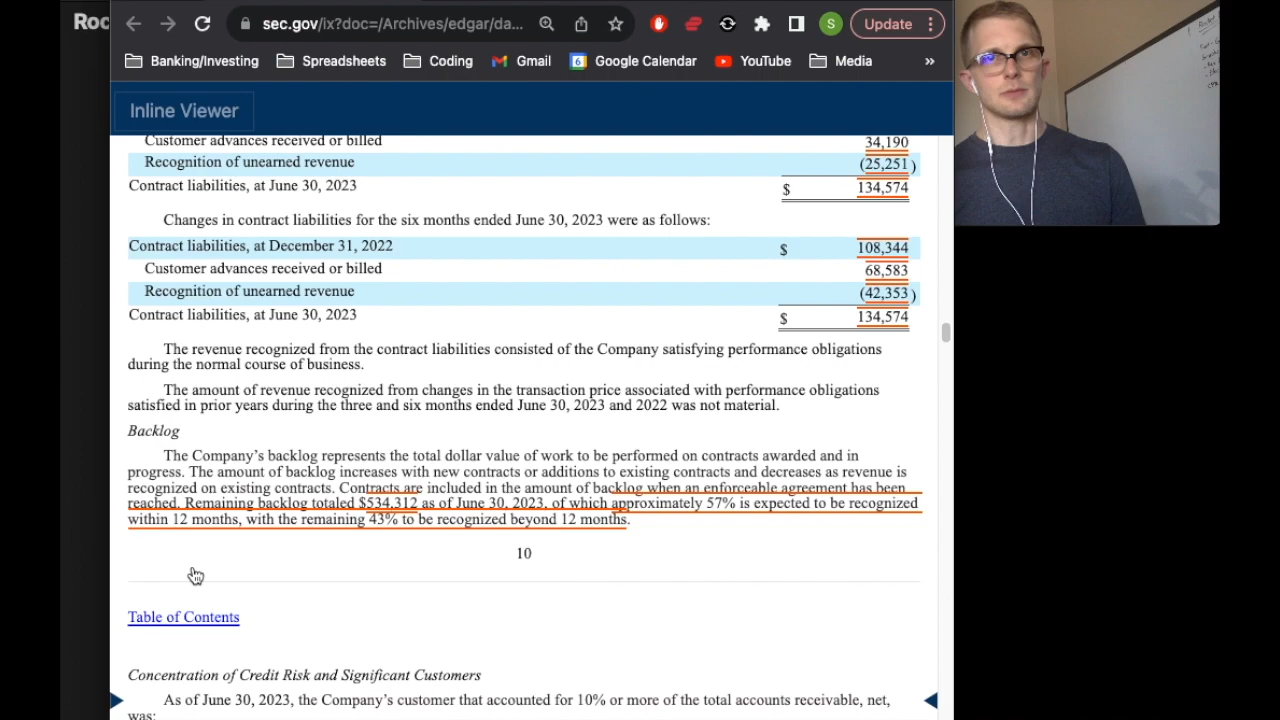 Roc
sec.gov/ix?doc=/Archives/edgar/da...
S
Update
Banking/Investing
Spreadsheets
Coding
Gmail
6
Google Calendar
YouTube
Media
»
Inline Viewer
Customer advances received or billed 34,190
Recognition of unearned revenue (25,251)
Contract liabilities, at June 30, 2023 $ 134,574
Changes in contract liabilities for the six months ended June 30, 2023 were as follows:
Contract liabilities, at December 31, 2022 $ 108,344
Customer advances received or billed 68,583
Recognition of unearned revenue (42,353)
Contract liabilities, at June 30, 2023 $ 134,574
The revenue recognized from the contract liabilities consisted of the Company satisfying performance obligations
during the normal course of business.
The amount of revenue recognized from changes in the transaction price associated with performance obligations
satisfied in prior years during the three and six months ended June 30, 2023 and 2022 was not material.
Backlog
The Company's backlog represents the total dollar value of work to be performed on contracts awarded and in
progress. The amount of backlog increases with new contracts or additions to existing contracts and decreases as revenue is
recognized on existing contracts. Contracts are included in the amount of backlog when an enforceable agreement has been
reached. Remaining backlog totaled $534,312 as of June 30, 2023, of which approximately 57% is expected to be recognized
within 12 months, with the remaining 43% to be recognized beyond 12 months.
10
Table of Contents
Concentration of Credit Risk and Significant Customers
As of June 30, 2023, the Company's customer that accounted for 10% or more of the total accounts receivable, net,
was: